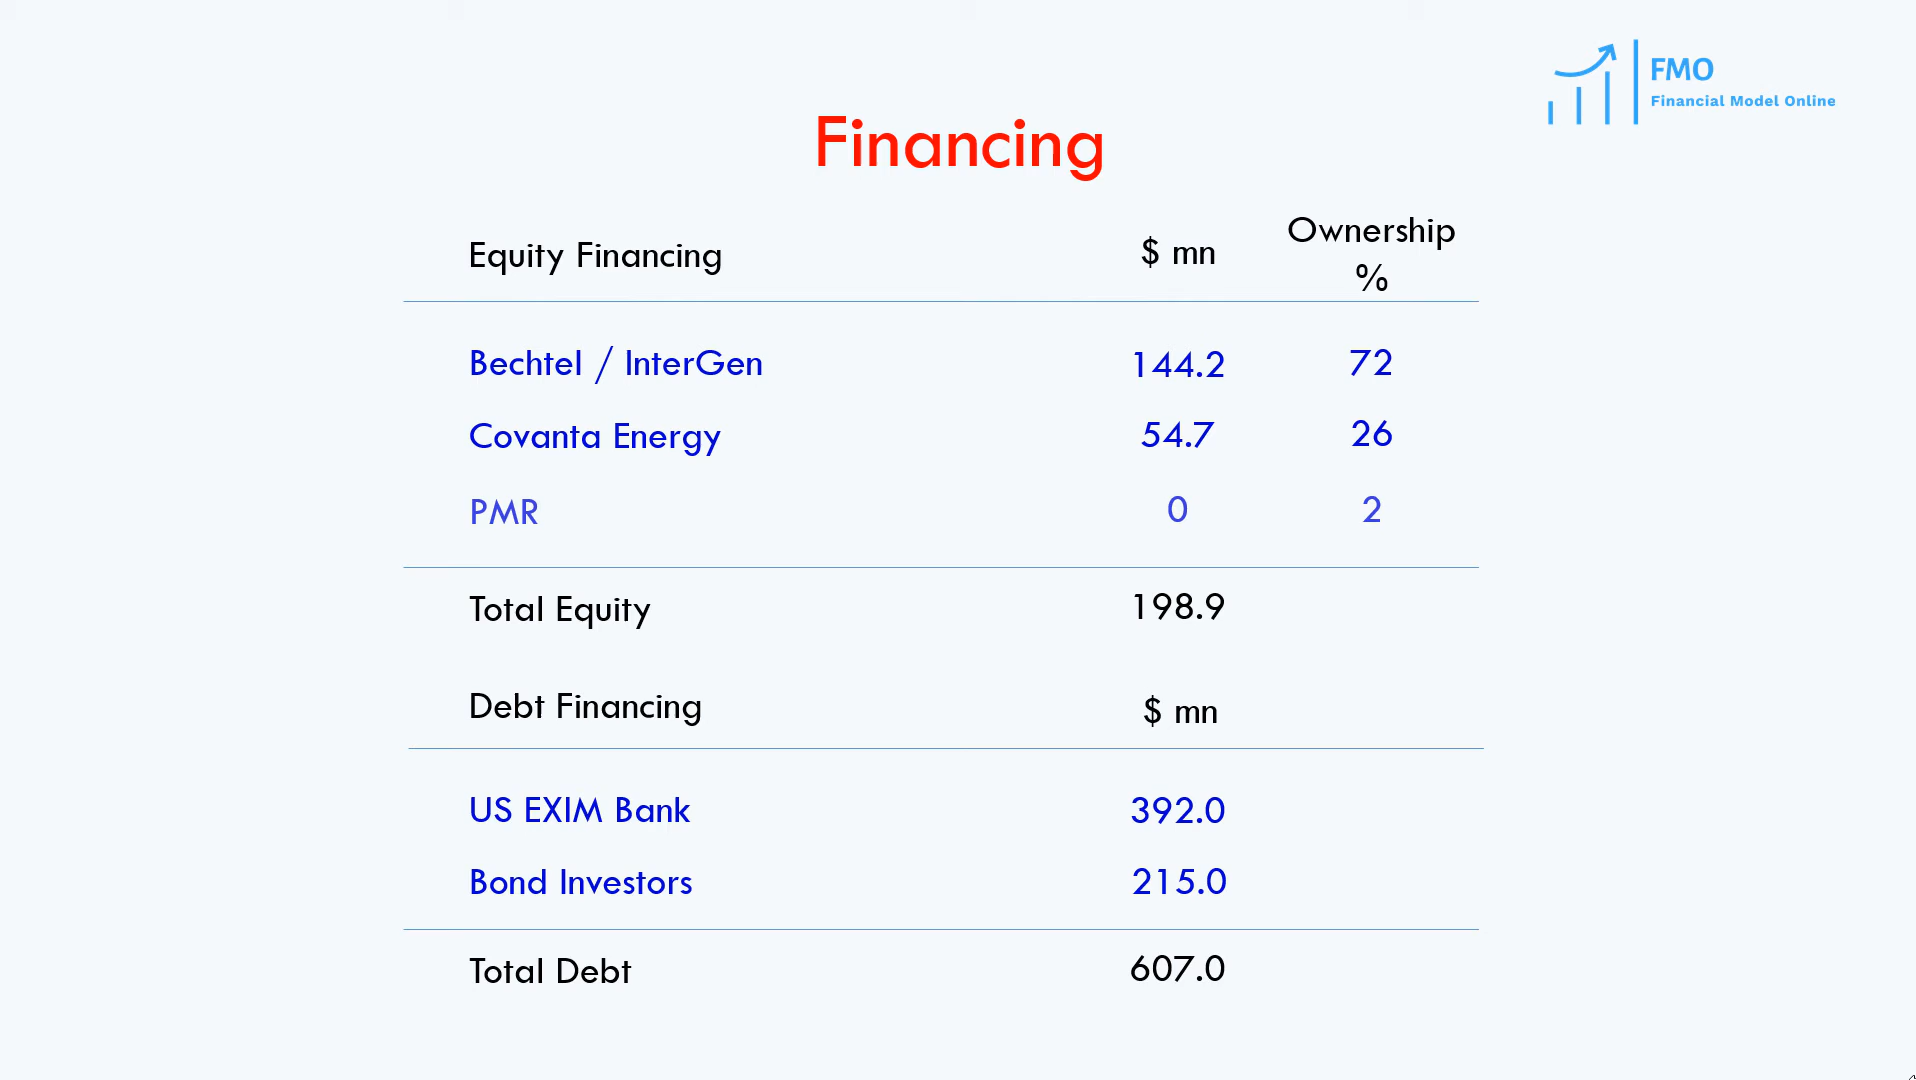 FMO
Financial Model Online
Financing
Equity Financing $ mn Ownership %
Bechtel / InterGen 144.2 72
Covanta Energy 54.7 26
PMR 0 2
Total Equity 198.9
Debt Financing $ mn
US EXIM Bank 392.0
Bond Investors 215.0
Total Debt 607.0